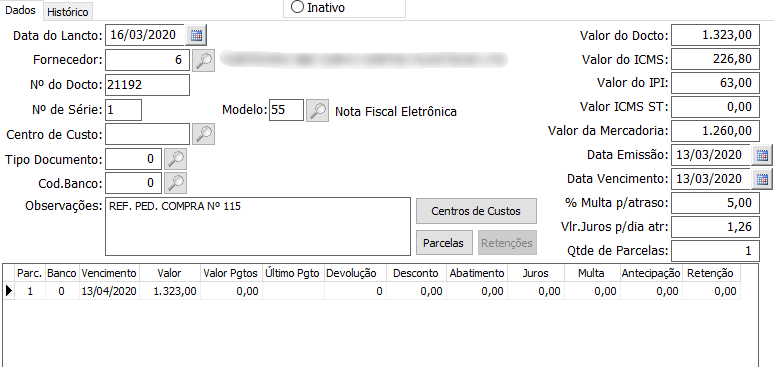 Dados Histórico Inativo
Data do Lancto: 16/03/2020 Valor do Docto: 1.323,00
Fornecedor: 6 Valor do ICMS: 226,80
Nº do Docto: 21192 Valor do IPI: 63,00
Nº de Série: 1 Modelo: 55 Nota Fiscal Eletrônica Valor ICMS ST: 0,00
Centro de Custo: Valor da Mercadoria: 1.260,00
Tipo Documento: 0 Data Emissão: 13/03/2020
Cod.Banco: 0 Data Vencimento: 13/03/2020
Observações: REF. PED. COMPRA Nº 115 Centros de Custos % Multa p/atraso: 5,00
Vlr.Juros p/dia atr: 1,26
Parcelas Retenções Qtde de Parcelas: 1
Parc. Banco Vencimento Valor Valor Pgtos Último Pgto Devolução Desconto Abatimento Juros Multa Antecipação Retenção
1 0 13/04/2020 1.323,00 0,00 0 0,00 0,00 0,00 0,00 0,00 0,00